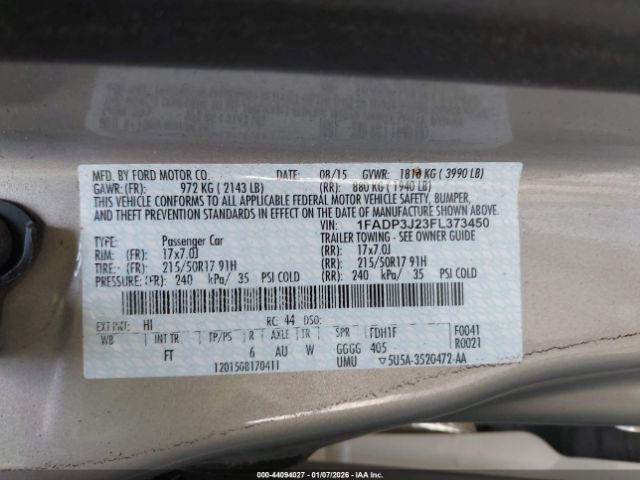 MFD. BY FORD MOTOR CO. DATE: 08/15 GVWR: 1810 KG ( 3990 LB)
GAWR: (FR): 972 KG ( 2143 LB) (RR): 880 KG ( 1940 LB)
THIS VEHICLE CONFORMS TO ALL APPLICABLE FEDERAL MOTOR VEHICLE SAFETY, BUMPER,
AND THEFT PREVENTION STANDARDS IN EFFECT ON THE DATE OF MANUFACTURE SHOWN ABOVE.
VIN: 1FADP3J23FL373450
TYPE: Passenger Car TRAILER TOWING - SEE OWNER GUIDE
RIM: (FR): 17x7.0J (RR): 17x7.0J
TIRE: (FR): 215/50R17 91H (RR): 215/50R17 91H
PRESSURE: (FR): 240 kPa/ 35 PSI COLD (RR): 240 kPa/ 35 PSI COLD
EXT PNT: HI RC: 44 DSO:
WB INT TR TP/PS R AXLE TR SPR FDH1F F0041
FT 6 AU W GGGG 405 R0021
1201508170411 UMU ▽5U5A-3520472-AA
000-44094027 - 01/07/2026 - IAA